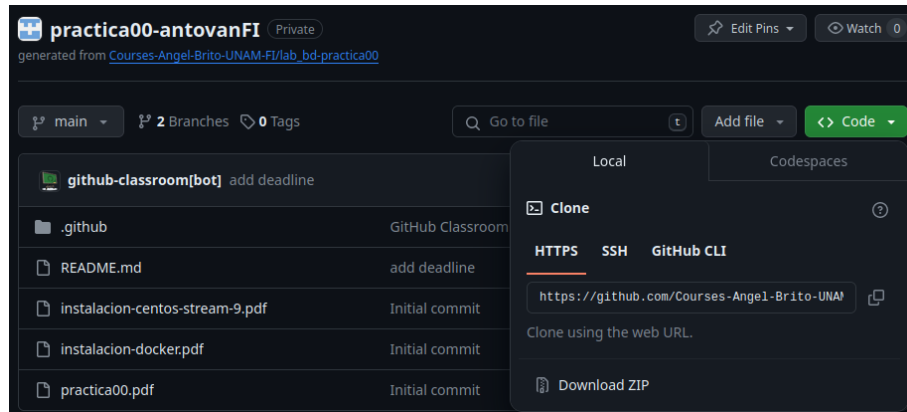 practica00-antovanFI Private
Edit Pins
Watch 0
generated from Courses-Angel-Brito-UNAM-FI/lab_bd-practica00
main
2 Branches
0 Tags
Go to file
t
Add file
<> Code
github-classroom[bot] add deadline
.github GitHub Classroom
README.md add deadline
instalacion-centos-stream-9.pdf Initial commit
instalacion-docker.pdf Initial commit
practica00.pdf Initial commit
Local
Codespaces
Clone
?
HTTPS SSH GitHub CLI
https://github.com/Courses-Angel-Brito-UNAM
Clone using the web URL.
Download ZIP